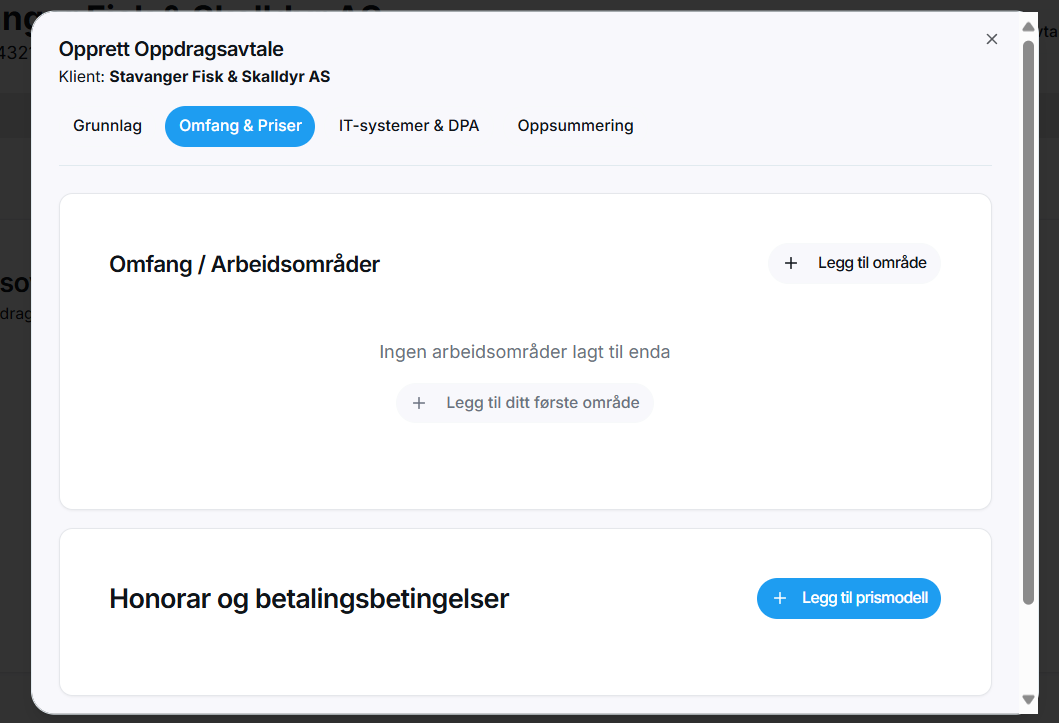 Opprett Oppdragsavtale
Klient: Stavanger Fisk & Skalldyr AS
Grunnlag
Omfang & Priser
IT-systemer & DPA
Oppsummering
Omfang / Arbeidsområder
+ Legg til område
Ingen arbeidsområder lagt til enda
+ Legg til ditt første område
Honorar og betalingsbetingelser
+ Legg til prismodell